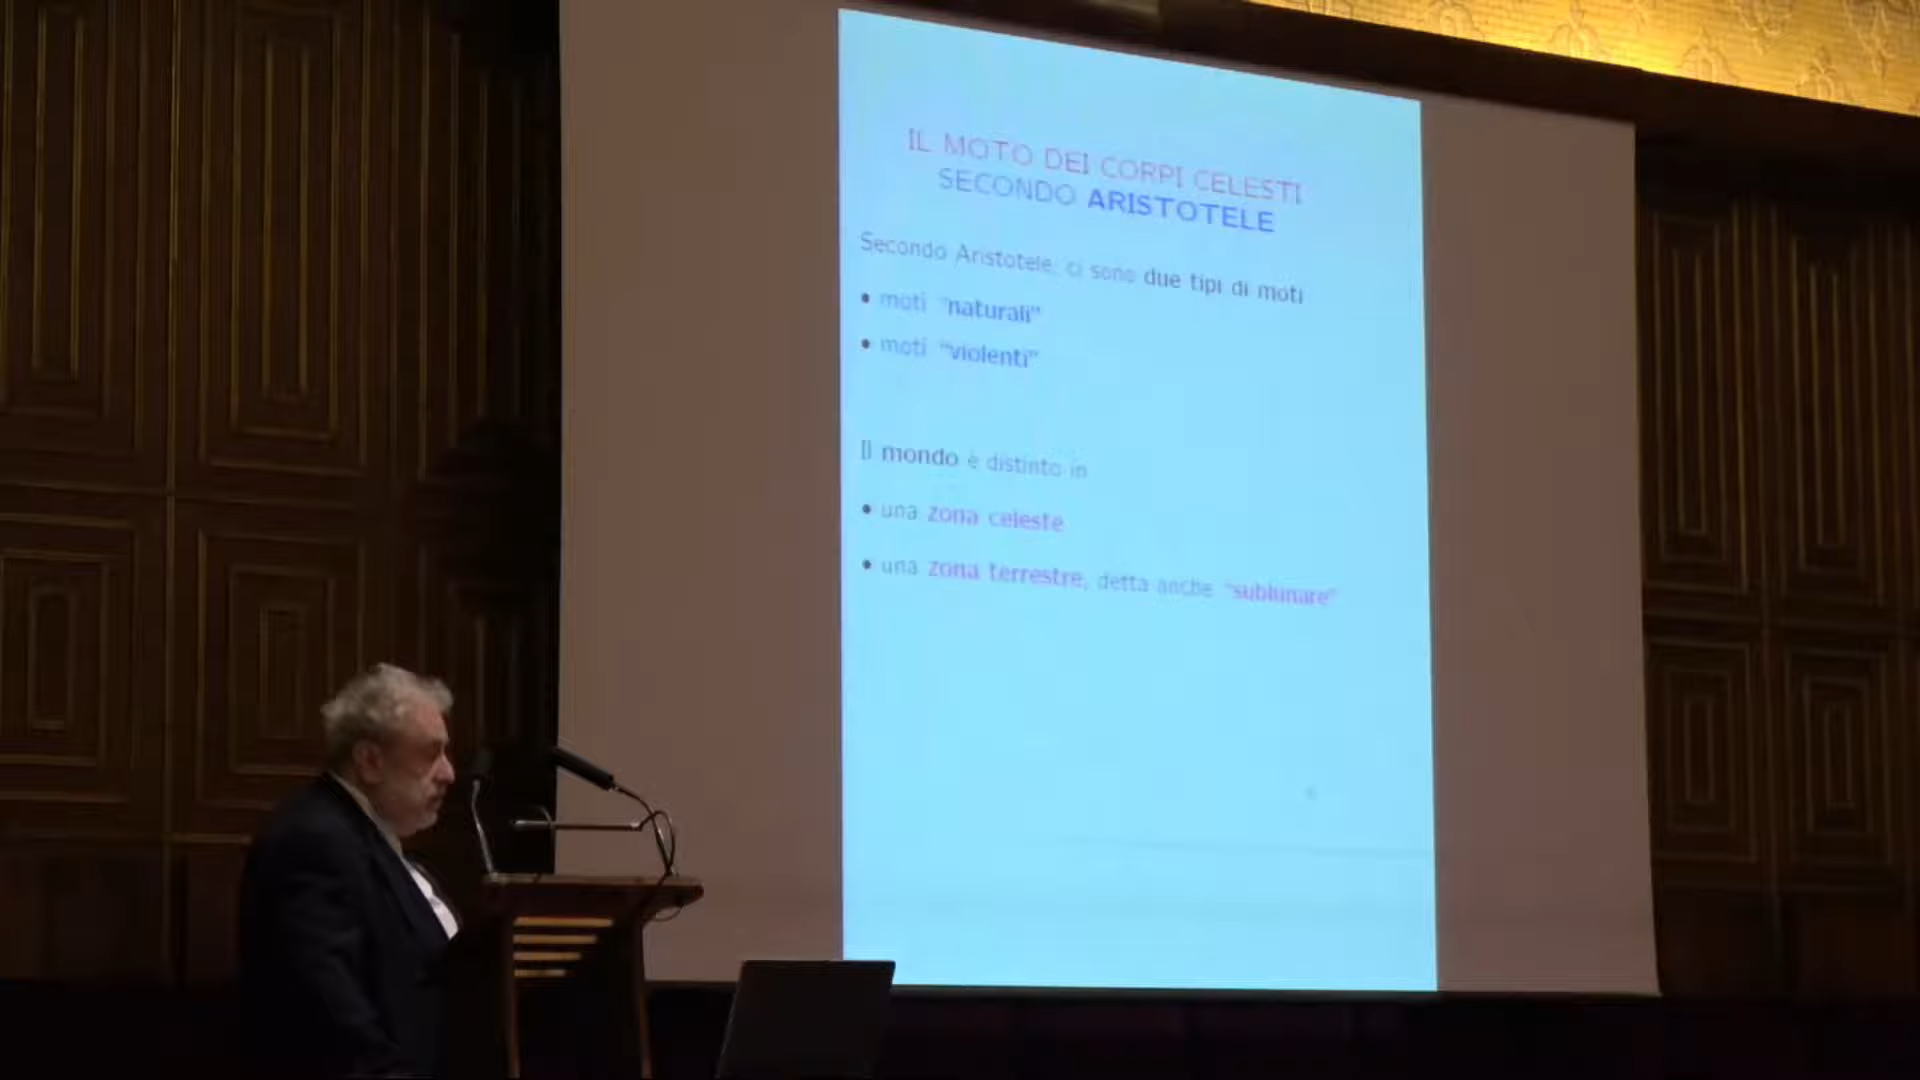 IL MOTO DEI CORPI CELESTI
SECONDO ARISTOTELE
Secondo Aristotele, ci sono due tipi di moti
• moti "naturali"
• moti "violenti"
Il mondo è distinto in
• una zona celeste
• una zona terrestre, detta anche "sublunare"